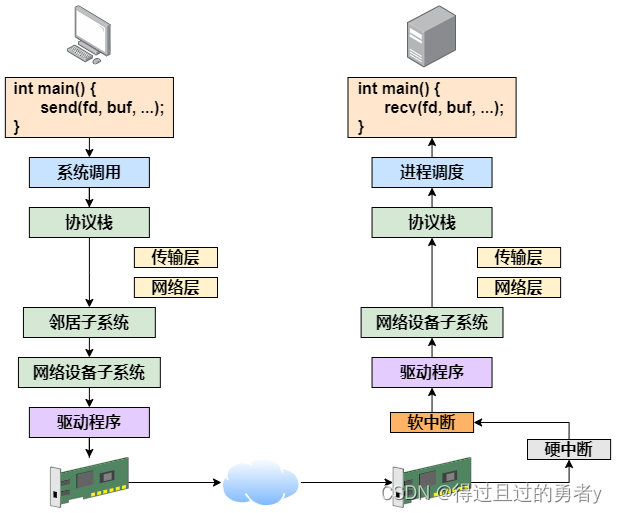 int main() {
send(fd, buf, ...);
}
系统调用
协议栈
传输层
网络层
邻居子系统
网络设备子系统
驱动程序
int main() {
recv(fd, buf, ...);
}
进程调度
协议栈
传输层
网络层
网络设备子系统
驱动程序
软中断
硬中断
CSDN @得过且过的勇者y